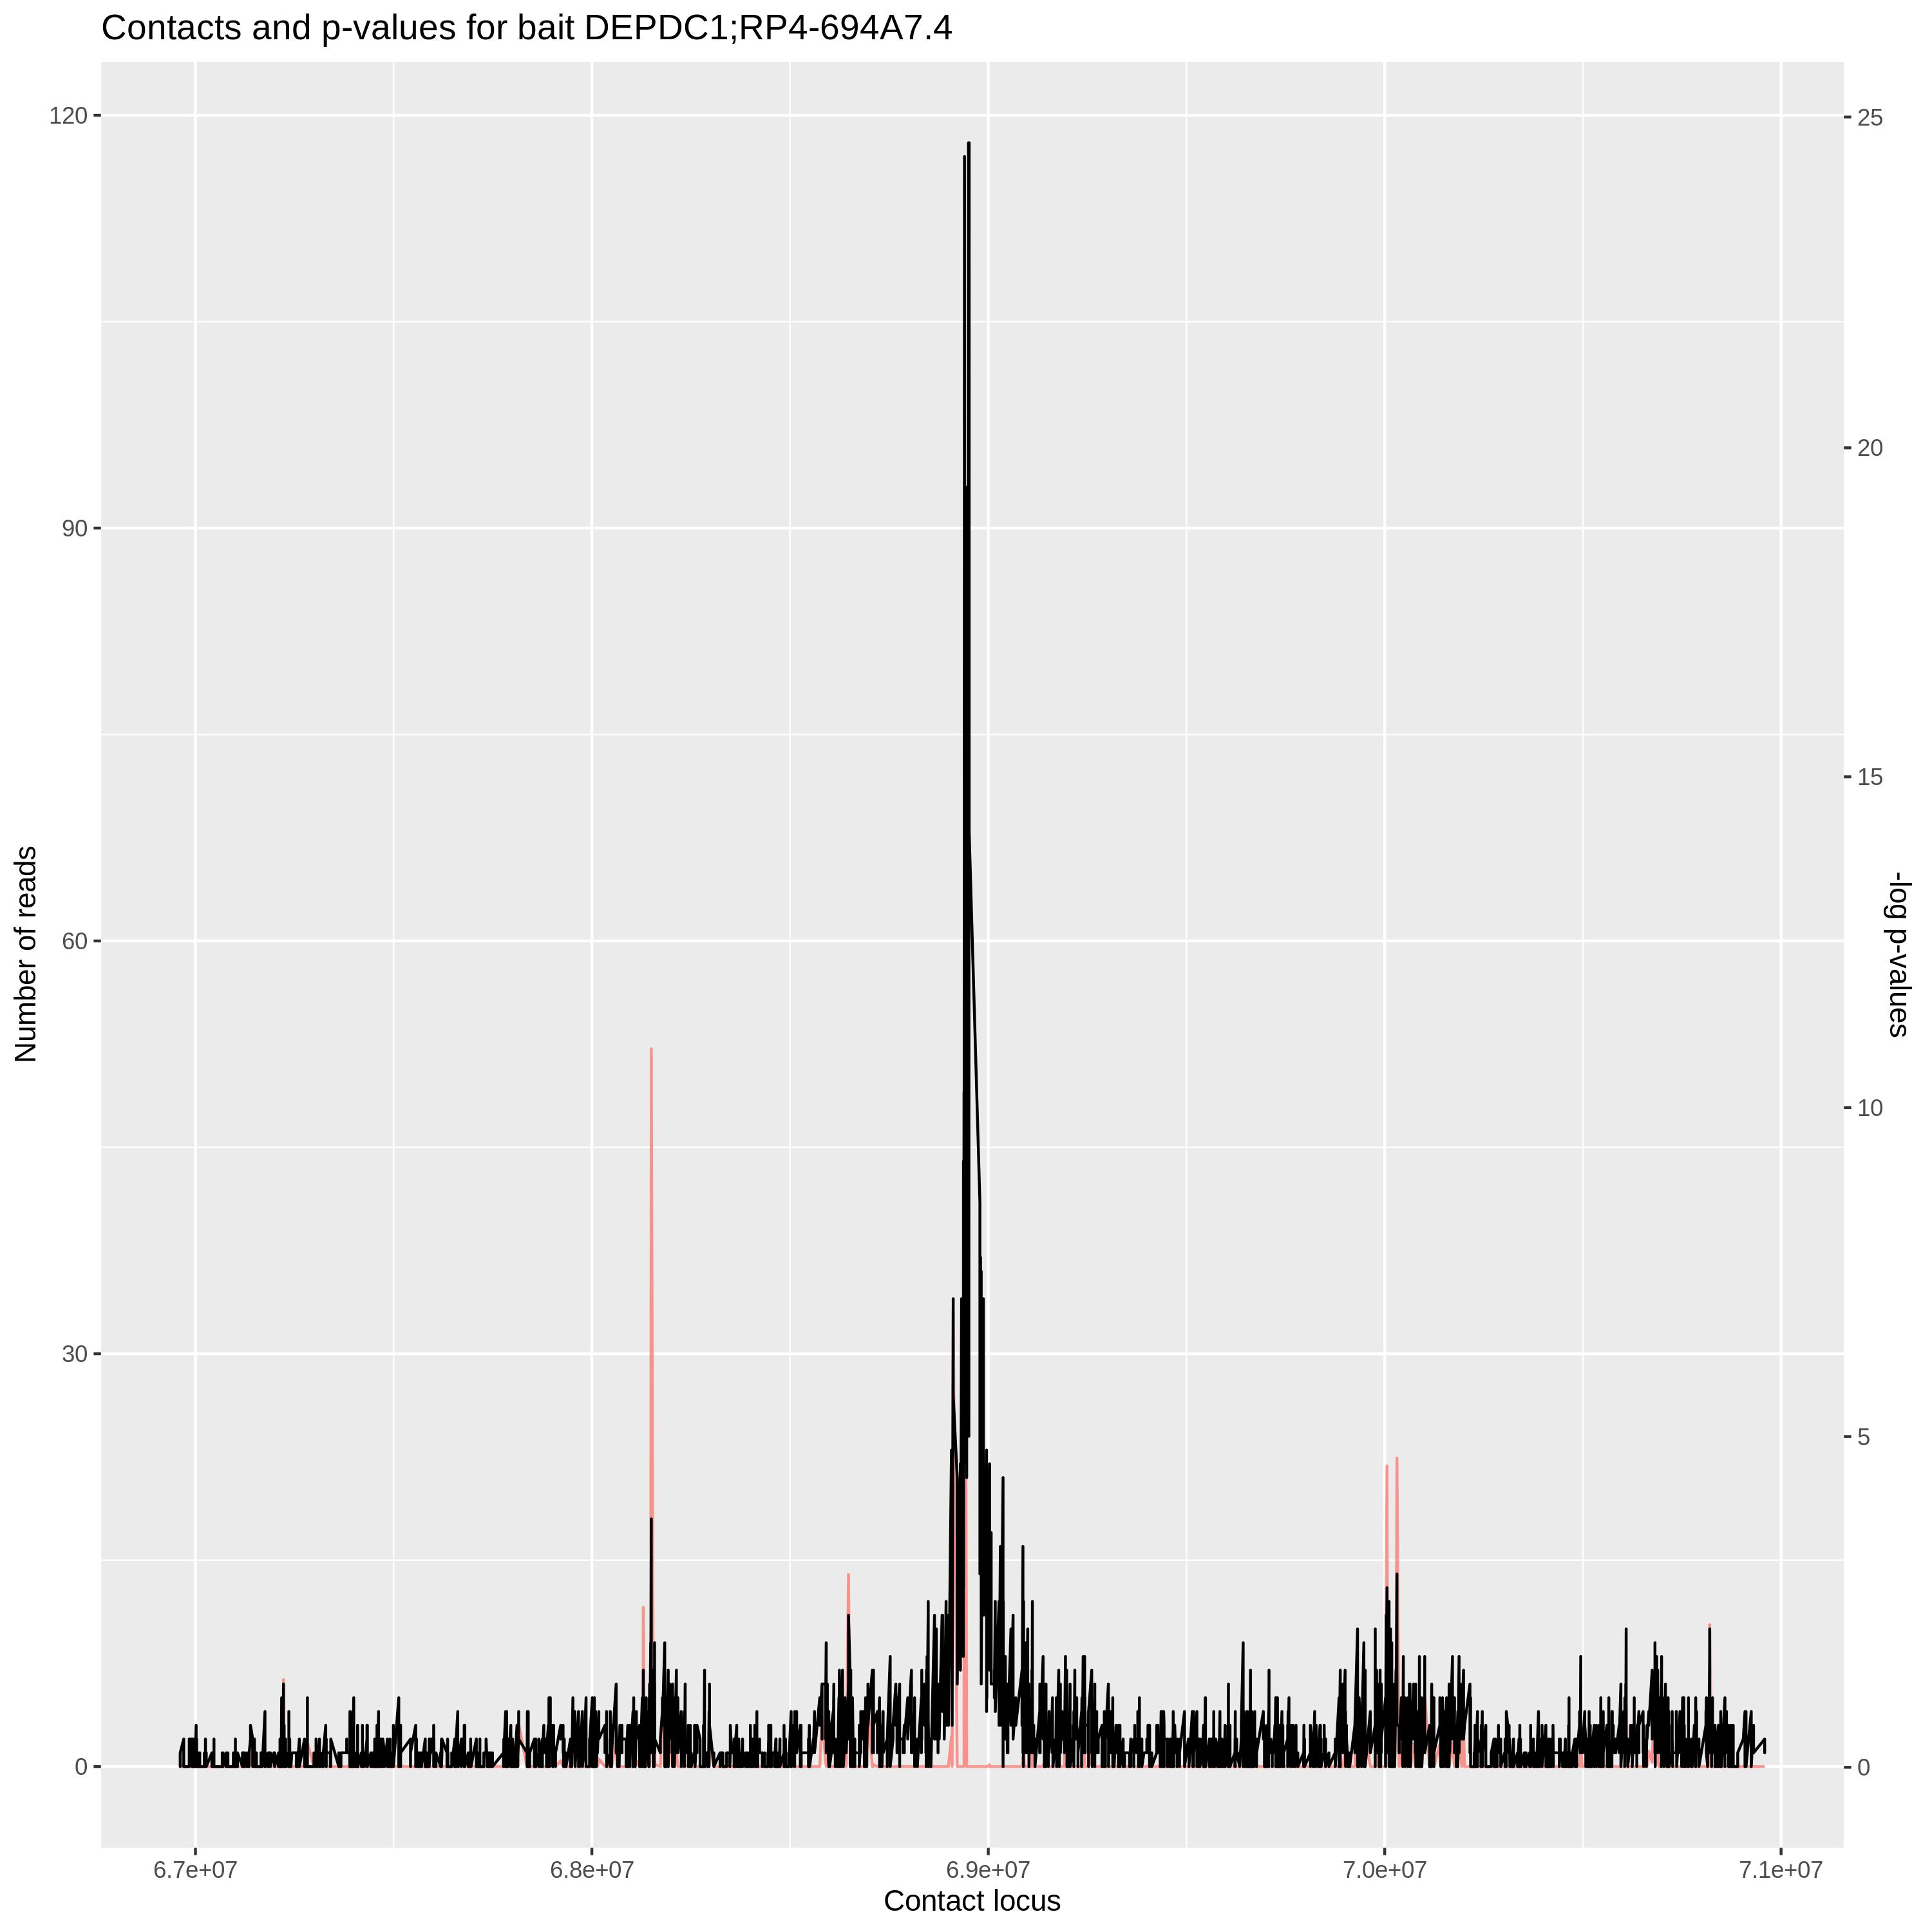 Contacts and p-values for bait DEPDC1;RP4-694A7.4
120
90
60
30
0
Number of reads
25
20
15
10
5
0
-log p-values
6.7e+07
6.8e+07
6.9e+07
7.0e+07
7.1e+07
Contact locus